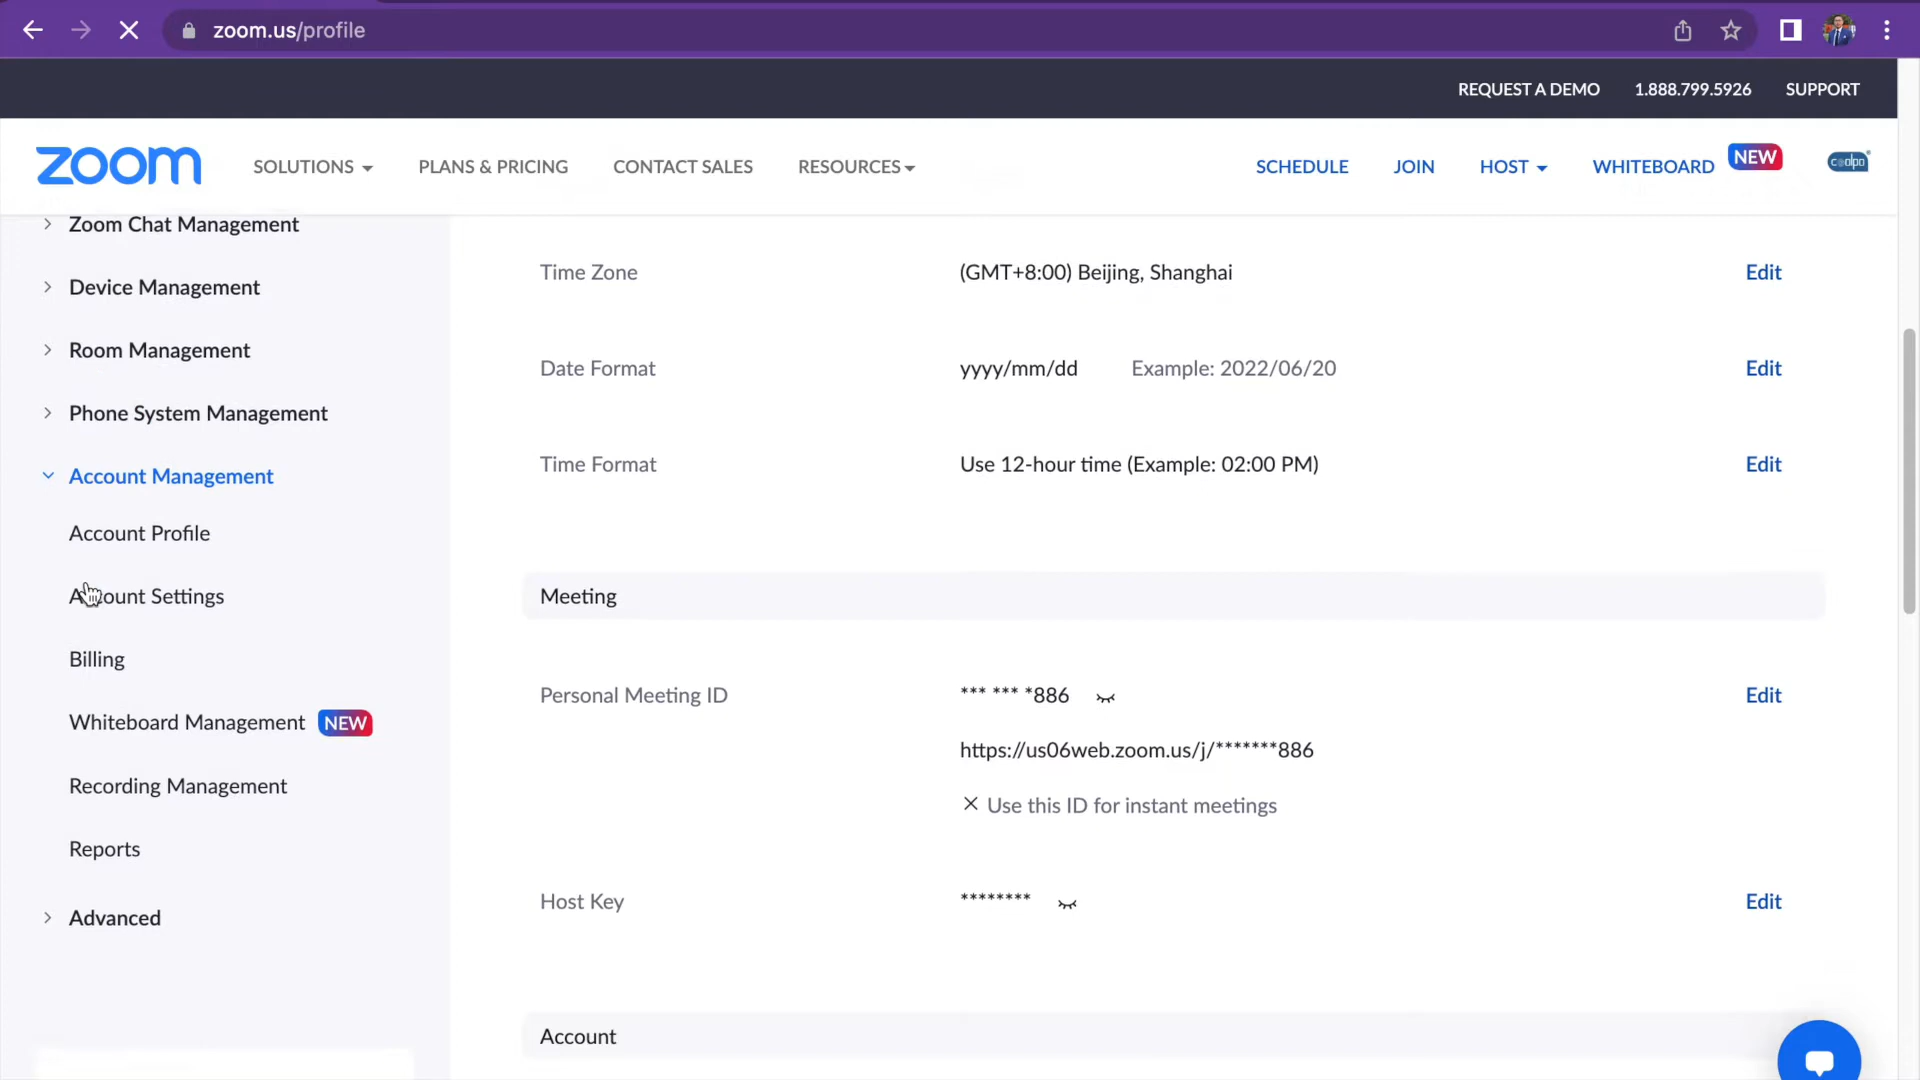 zoom.us/profile
REQUEST A DEMO 1.888.799.5926 SUPPORT
zoom SOLUTIONS PLANS & PRICING CONTACT SALES RESOURCES SCHEDULE JOIN HOST WHITEBOARD NEW coolpo
Zoom Chat Management
Device Management
Room Management
Phone System Management
Account Management
Account Profile
Account Settings
Billing
Whiteboard Management NEW
Recording Management
Reports
Advanced
Time Zone (GMT+8:00) Beijing, Shanghai Edit
Date Format yyyy/mm/dd Example: 2022/06/20 Edit
Time Format Use 12-hour time (Example: 02:00 PM) Edit
Meeting
Personal Meeting ID *** *** *886 Edit
https://us06web.zoom.us/j/*******886
Use this ID for instant meetings
Host Key ******** Edit
Account